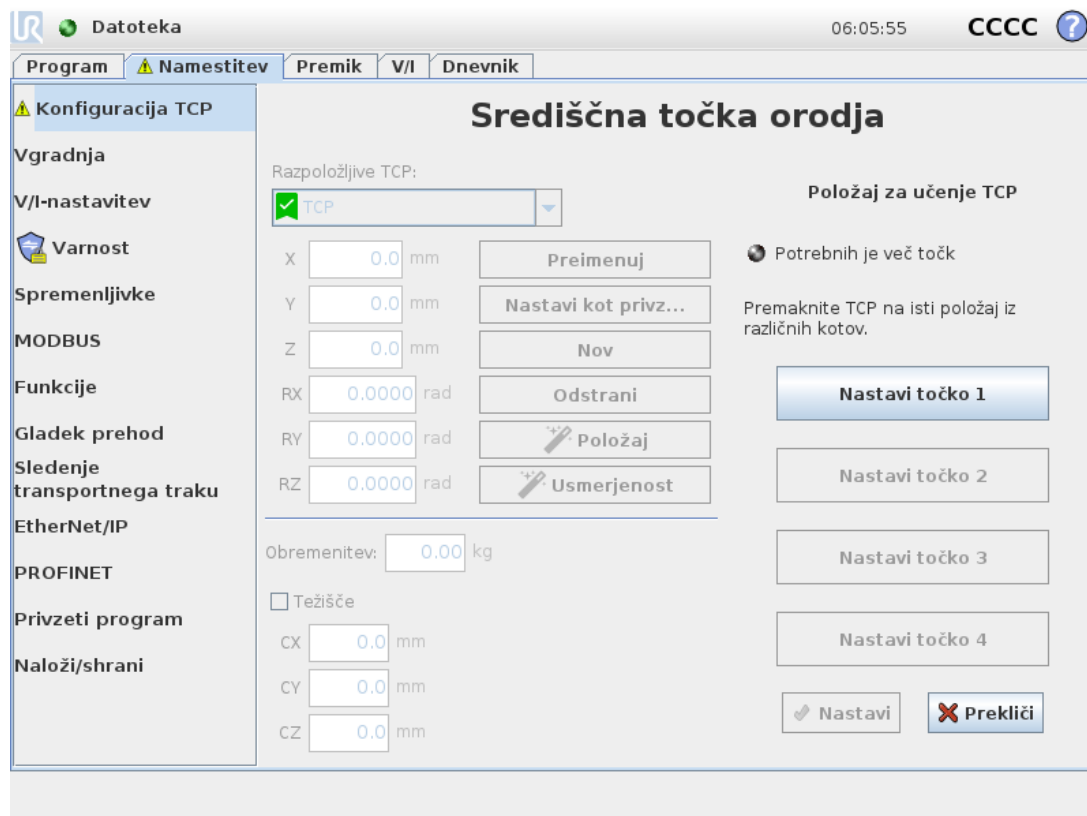 UR
Datoteka
06:05:55
CCCC
?
Program
Namestitev
Premik
V/I
Dnevnik
Konfiguracija TCP
Vgradnja
V/I-nastavitev
Varnost
Spremenljivke
MODBUS
Funkcije
Gladek prehod
Sledenje
transportnega traku
EtherNet/IP
PROFINET
Privzeti program
Naloži/shrani
Središčna točka orodja
Razpoložljive TCP:
TCP
X 0.0 mm
Y 0.0 mm
Z 0.0 mm
RX 0.0000 rad
RY 0.0000 rad
RZ 0.0000 rad
Preimenuj
Nastavi kot privz...
Nov
Odstrani
Položaj
Usmerjenost
Obremenitev: 0.00 kg
Težišče
CX 0.0 mm
CY 0.0 mm
CZ 0.0 mm
Položaj za učenje TCP
Potrebnih je več točk
Premaknite TCP na isti položaj iz
različnih kotov.
Nastavi točko 1
Nastavi točko 2
Nastavi točko 3
Nastavi točko 4
Nastavi
Prekliči